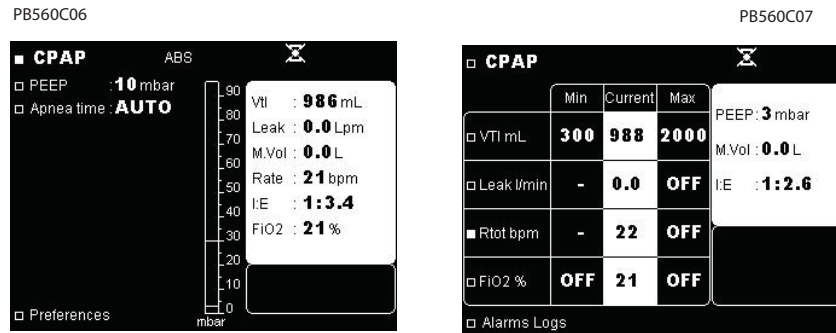 PB560C06
PB560C07
CPAP ABS
PEEP :10 mbar
Apnea time : AUTO
90
80
70
60
50
40
30
20
10
0
mbar
Vtl : 986 mL
Leak : 0.0 Lpm
M.Vol : 0.0 L
Rate : 21 bpm
I:E : 1:3.4
FiO2 : 21 %
Preferences
CPAP
Min Current Max
VTI mL 300 988 2000
Leak l/min - 0.0 OFF
Rtot bpm - 22 OFF
FiO2 % OFF 21 OFF
PEEP: 3 mbar
M.Vol : 0.0 L
I:E : 1:2.6
Alarms Logs